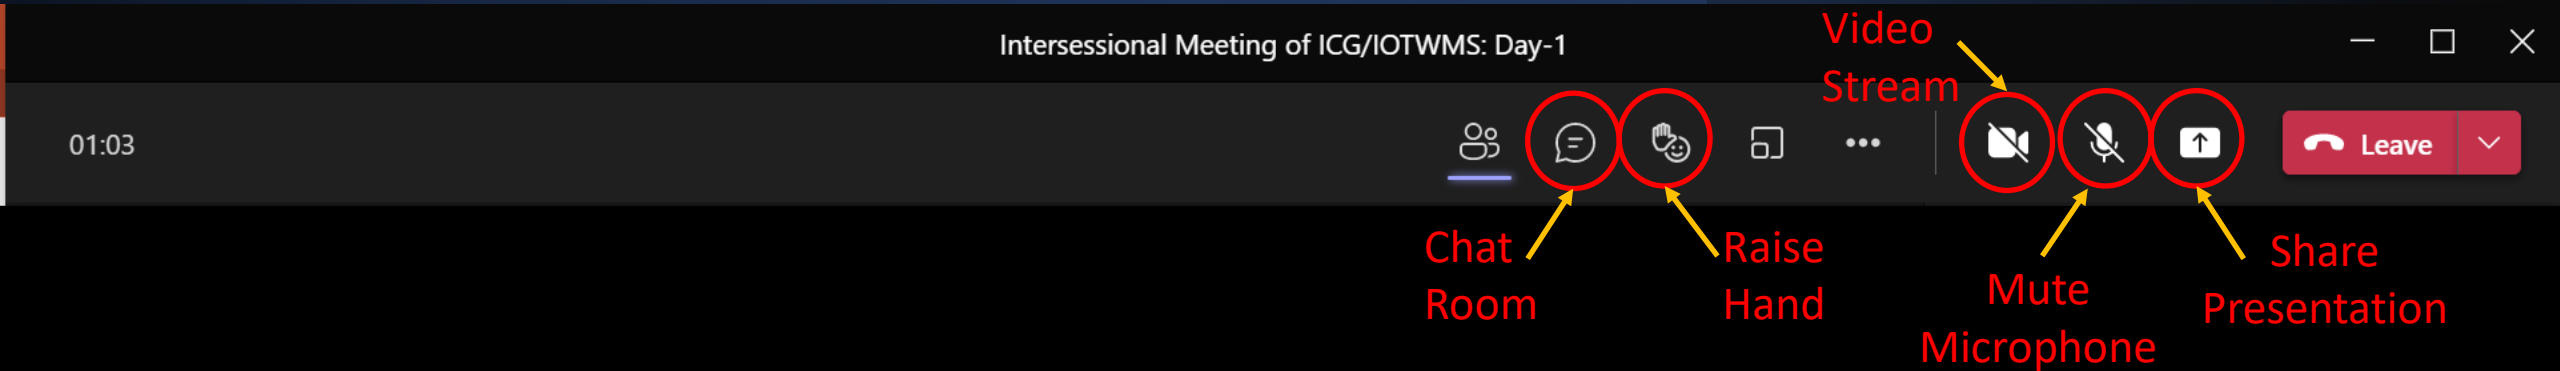 Intersessional Meeting of ICG/IOTWMS: Day-1
Video
Stream
01:03
Leave
Chat
Room
Raise
Hand
Mute
Microphone
Share
Presentation